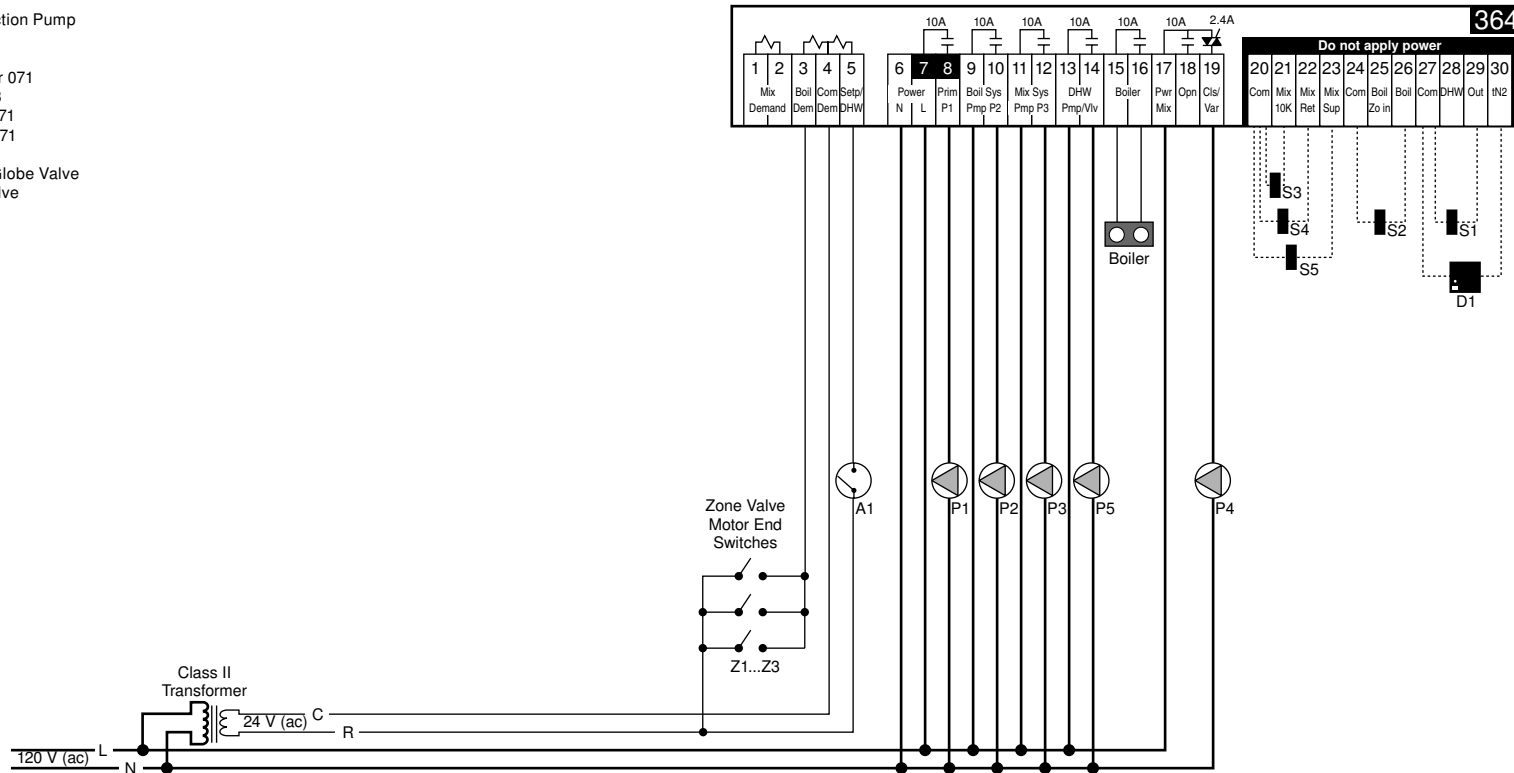 ction Pump
r 071
71
71
Globe Valve
lve
364
10A 10A 10A 10A 10A 10A 2.4A
Do not apply power
1 2 3 4 5 6 7 8 9 10 11 12 13 14 15 16 17 18 19 20 21 22 23 24 25 26 27 28 29 30
Mix Boil Com Setp/ Power Prim Boil Sys Mix Sys DHW Boiler Pwr Opn Cls/ Com Mix Mix Mix Com Boil Boil Com DHW Out tN2
Demand Dem Dem DHW N L P1 Pmp P2 Pmp P3 Pmp/Vlv Mix Var 10K Ret Sup Zo in
S3
S4 S2 S1
S5
Boiler
D1
A1 P1 P2 P3 P5 P4
Zone Valve
Motor End
Switches
Z1...Z3
Class II
Transformer
24 V (ac) C
R
120 V (ac) L
N